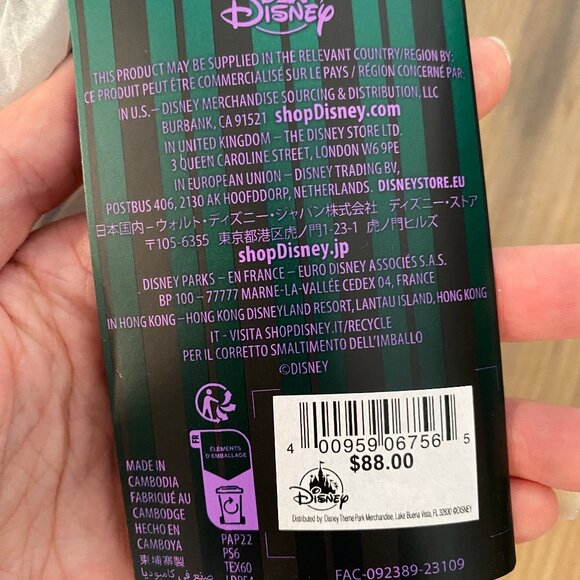 Disney
THIS PRODUCT MAY BE SUPPLIED IN THE RELEVANT COUNTRY/REGION BY:
CE PRODUIT PEUT ÊTRE COMMERCIALISÉ SUR LE PAYS / RÉGION CONCERNÉ PAR:
IN U.S. – DISNEY MERCHANDISE SOURCING & DISTRIBUTION, LLC
BURBANK, CA 91521 shopDisney.com
IN UNITED KINGDOM – THE DISNEY STORE LTD.
3 QUEEN CAROLINE STREET, LONDON W6 9PE
IN EUROPEAN UNION – DISNEY TRADING BV,
POSTBUS 406, 2130 AK HOOFDDORP, NETHERLANDS. DISNEYSTORE.EU
日本国内 – ウォルト・ディズニー・ジャパン株式会社 ディズニー・ストア
〒105-6355 東京都港区虎ノ門1-23-1 虎ノ門ヒルズ
shopDisney.jp
DISNEY PARKS – EN FRANCE – EURO DISNEY ASSOCIÉS S.A.S.
BP 100 – 77777 MARNE-LA-VALLÉE CEDEX 04, FRANCE
IN HONG KONG – HONG KONG DISNEYLAND RESORT, LANTAU ISLAND, HONG KONG
IT - VISITA SHOPDISNEY.IT/RECYCLE
PER IL CORRETTO SMALTIMENTO DELL'IMBALLO
©DISNEY
FR
ÉLÉMENTS
D'EMBALLAGE
PAP22
PS6
TEX60
MADE IN
CAMBODIA
FABRIQUÉ AU
CAMBODGE
HECHO EN
CAMBOYA
柬埔寨製
صنع في كامبوديا
4 00959 06756 5
$88.00
Disney
Distributed by: Disney Theme Park Merchandise, Lake Buena Vista, FL 32830 ©DISNEY
FAC-092389-23109